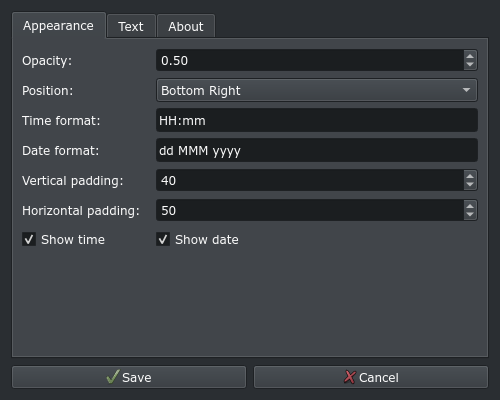 Appearance Text About
Opacity: 0.50
Position: Bottom Right
Time format: HH:mm
Date format: dd MMM yyyy
Vertical padding: 40
Horizontal padding: 50
Show time Show date
Save Cancel